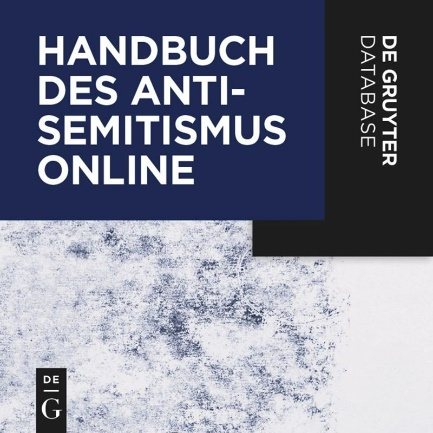 HANDBUCH
DES ANTI-
SEMITISMUS
ONLINE
DE GRUYTER
DATABASE
DE
G